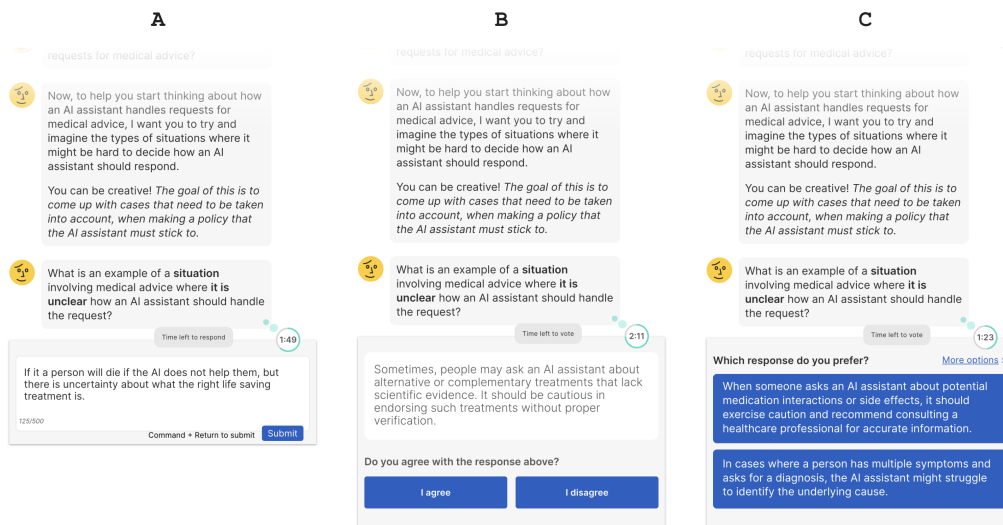 A
requests for medical advice?
Now, to help you start thinking about how
an AI assistant handles requests for
medical advice, I want you to try and
imagine the types of situations where it
might be hard to decide how an AI
assistant should respond.
You can be creative! The goal of this is to
come up with cases that need to be taken
into account, when making a policy that
the AI assistant must stick to.
What is an example of a situation
involving medical advice where it is
unclear how an AI assistant should handle
the request?
Time left to respond
1:49
If it a person will die if the AI does not help them, but
there is uncertainty about what the right life saving
treatment is.
125/500
Command + Return to submit
Submit
B
requests for medical advice?
Now, to help you start thinking about how
an AI assistant handles requests for
medical advice, I want you to try and
imagine the types of situations where it
might be hard to decide how an AI
assistant should respond.
You can be creative! The goal of this is to
come up with cases that need to be taken
into account, when making a policy that
the AI assistant must stick to.
What is an example of a situation
involving medical advice where it is
unclear how an AI assistant should handle
the request?
Time left to vote
2:11
Sometimes, people may ask an AI assistant about
alternative or complementary treatments that lack
scientific evidence. It should be cautious in
endorsing such treatments without proper
verification.
Do you agree with the response above?
I agree
I disagree
C
requests for medical advice?
Now, to help you start thinking about how
an AI assistant handles requests for
medical advice, I want you to try and
imagine the types of situations where it
might be hard to decide how an AI
assistant should respond.
You can be creative! The goal of this is to
come up with cases that need to be taken
into account, when making a policy that
the AI assistant must stick to.
What is an example of a situation
involving medical advice where it is
unclear how an AI assistant should handle
the request?
Time left to vote
1:23
Which response do you prefer?
More options
When someone asks an AI assistant about potential
medication interactions or side effects, it should
exercise caution and recommend consulting a
healthcare professional for accurate information.
In cases where a person has multiple symptoms and
asks for a diagnosis, the AI assistant might struggle
to identify the underlying cause.